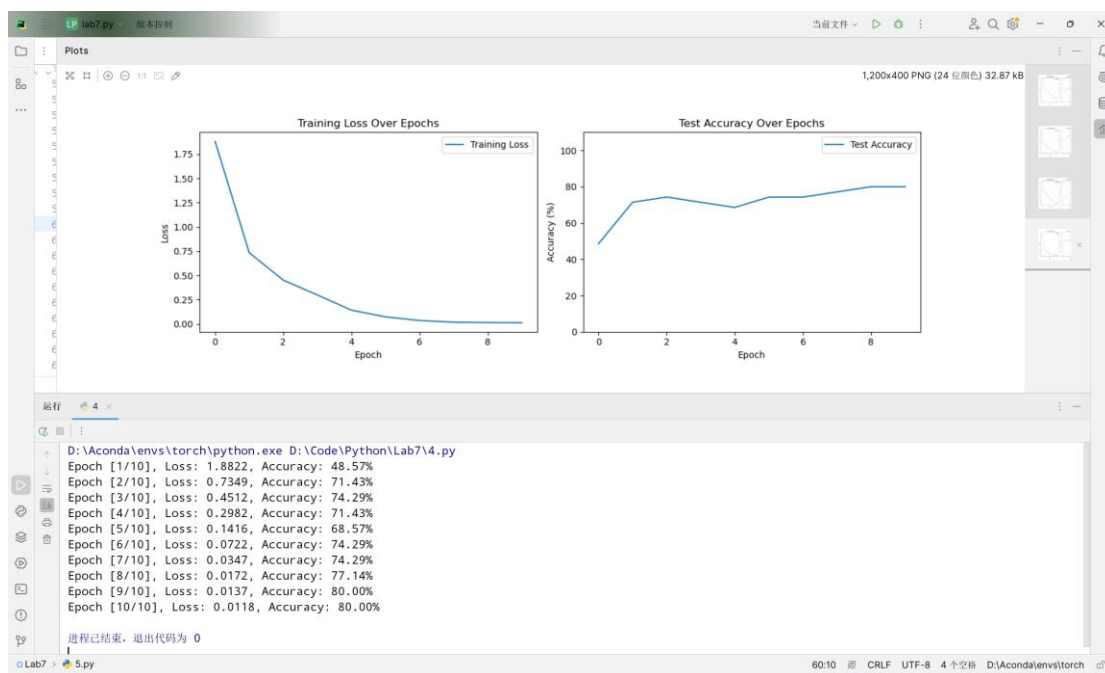 LP lab7.py 版本控制 当前文件
Plots
1,200x400 PNG (24 位颜色) 32.87 kB
Training Loss Over Epochs
Training Loss
1.75
1.50
1.25
1.00
0.75
0.50
0.25
0.00
Loss
0 2 4 6 8
Epoch
Test Accuracy Over Epochs
Test Accuracy
100
80
60
40
20
0
Accuracy (%)
0 2 4 6 8
Epoch
运行 4
D:\Aconda\envs\torch\python.exe D:\Code\Python\Lab7\4.py
Epoch [1/10], Loss: 1.8822, Accuracy: 48.57%
Epoch [2/10], Loss: 0.7349, Accuracy: 71.43%
Epoch [3/10], Loss: 0.4512, Accuracy: 74.29%
Epoch [4/10], Loss: 0.2982, Accuracy: 71.43%
Epoch [5/10], Loss: 0.1416, Accuracy: 68.57%
Epoch [6/10], Loss: 0.0722, Accuracy: 74.29%
Epoch [7/10], Loss: 0.0347, Accuracy: 74.29%
Epoch [8/10], Loss: 0.0172, Accuracy: 77.14%
Epoch [9/10], Loss: 0.0137, Accuracy: 80.00%
Epoch [10/10], Loss: 0.0118, Accuracy: 80.00%
进程已结束，退出代码为 0
Lab7 > 5.py 60:10 CRLF UTF-8 4 个空格 D:\Aconda\envs\torch